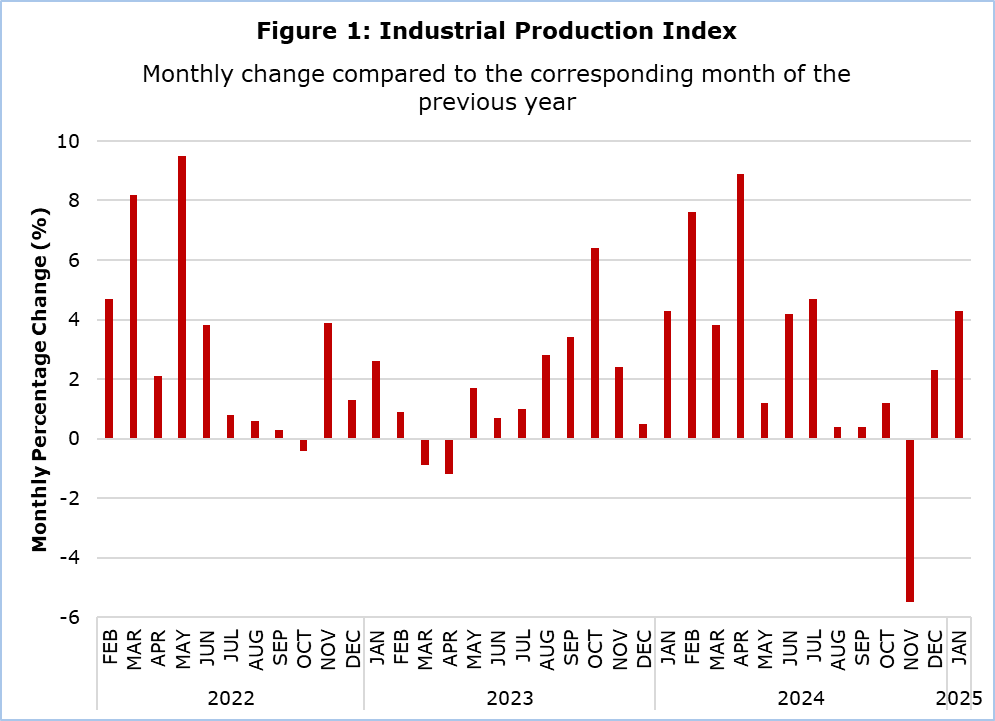 Figure 1: Industrial Production Index
Monthly change compared to the corresponding month of the
previous year
Monthly Percentage Change (%)
10
8
6
4
2
0
-2
-4
-6
FEB MAR APR MAY JUN JUL AUG SEP OCT NOV DEC JAN FEB MAR APR MAY JUN JUL AUG SEP OCT NOV DEC JAN FEB MAR APR MAY JUN JUL AUG SEP OCT NOV DEC JAN
2022 2023 2024 2025